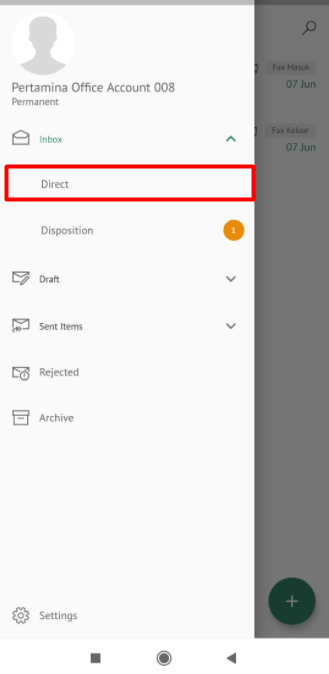 Pertamina Office Account 008
Permanent
Inbox
Direct
Disposition
1
Draft
Sent Items
Rejected
Archive
Settings
Fax Masuk
07 Jun
Fax Keluar
07 Jun